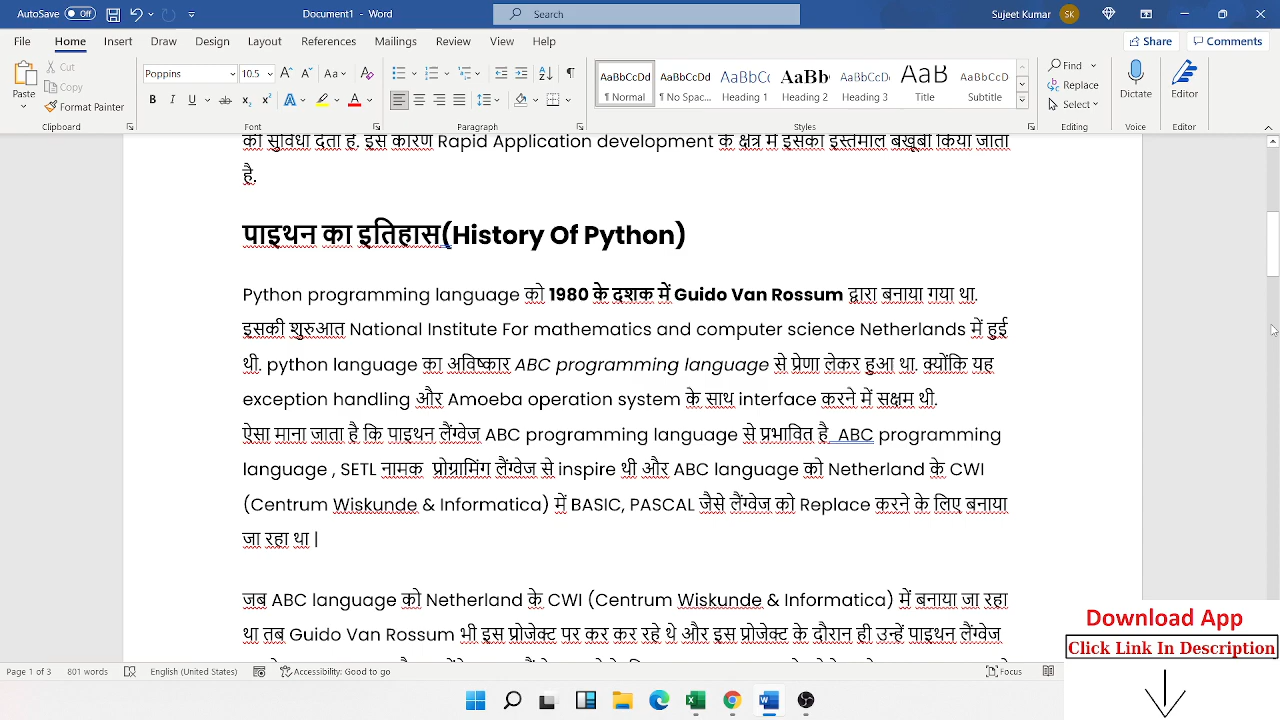 AutoSave Off Document1 - Word Search Sujeet Kumar SK
File Home Insert Draw Design Layout References Mailings Review View Help Share Comments
Paste Cut Copy Format Painter Clipboard
Poppins 10.5 Aa B I U ab x2 x2 A A Font
Paragraph
AaBbCcDd ¶ Normal AaBbCcDd ¶ No Spac... AaBbCc Heading 1 AaBb Heading 2 AaBbCcDd Heading 3 AaB Title AaBbCcDd Subtitle Styles
Find Replace Select Editing Dictate Voice Editor Editor
की सुविधा देता है. इस कारण Rapid Application development के क्षेत्र में इसका इस्तेमाल बखूबी किया जाता
है.
पाइथन का इतिहास(History Of Python)
Python programming language को 1980 के दशक में Guido Van Rossum द्वारा बनाया गया था.
इसकी शुरुआत National Institute For mathematics and computer science Netherlands में हुई
थी. python language का अविष्कार ABC programming language से प्रेणा लेकर हुआ था. क्योंकि यह
exception handling और Amoeba operation system के साथ interface करने में सक्षम थी.
ऐसा माना जाता है कि पाइथन लैंग्वेज ABC programming language से प्रभावित है ABC programming
language , SETL नामक प्रोग्रामिंग लैंग्वेज से inspire थी और ABC language को Netherland के CWI
(Centrum Wiskunde & Informatica) में BASIC, PASCAL जैसे लैंग्वेज को Replace करने के लिए बनाया
जा रहा था |
जब ABC language को Netherland के CWI (Centrum Wiskunde & Informatica) में बनाया जा रहा
था तब Guido Van Rossum भी इस प्रोजेक्ट पर कर कर रहे थे और इस प्रोजेक्ट के दौरान ही उन्हें पाइथन लैंग्वेज
Download App
Click Link In Description
Page 1 of 3 801 words English (United States) Accessibility: Good to go Focus